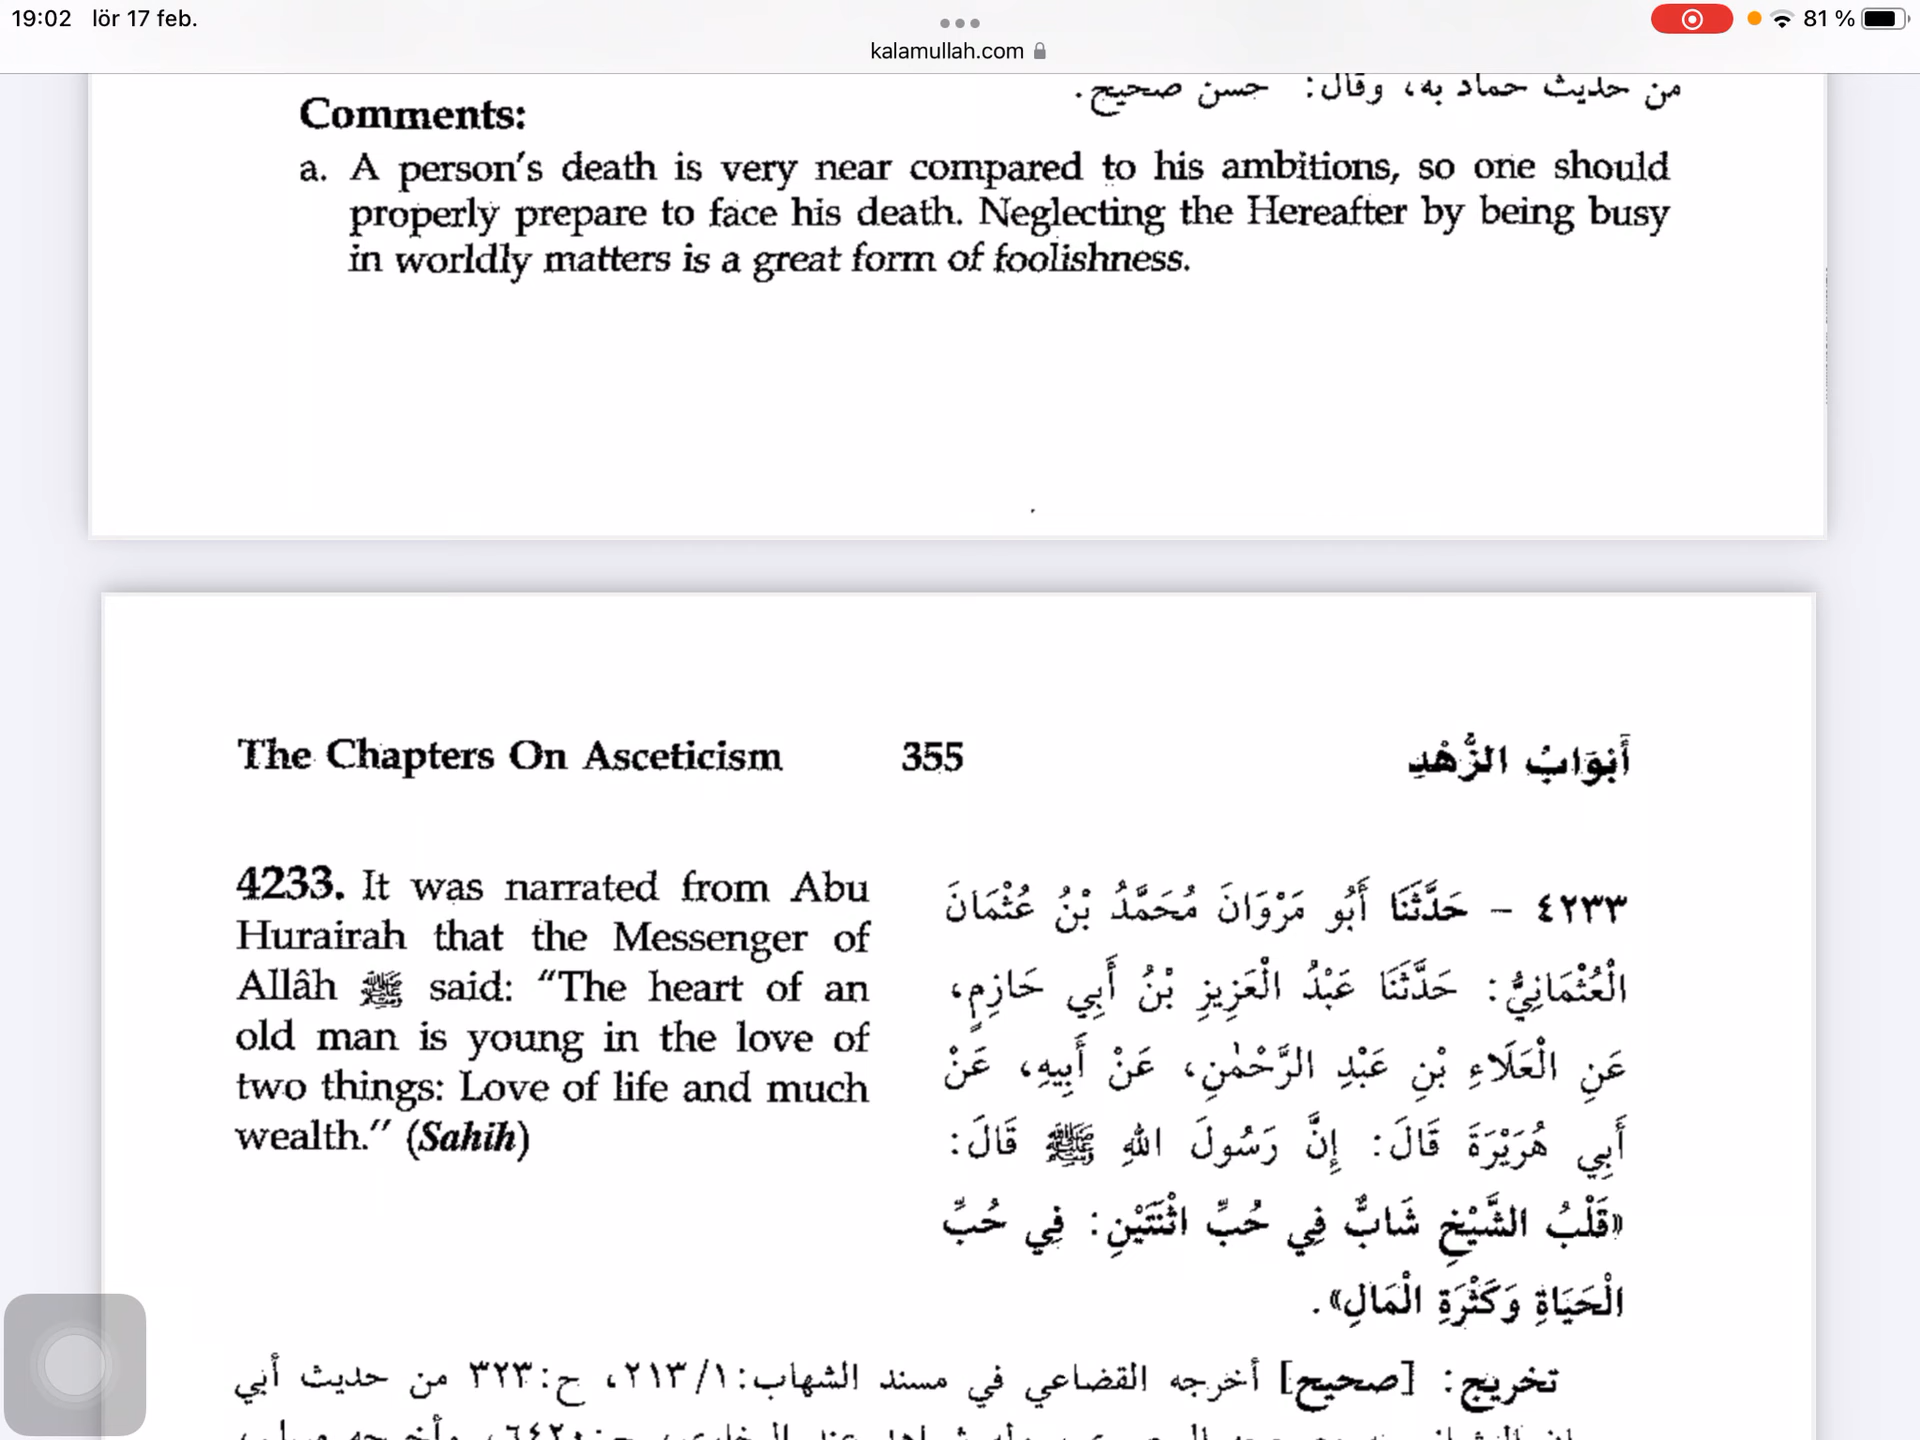 19:02 lör 17 feb.
81 %
kalamullah.com
من حديث حماد به، وقال: حسن صحيح.
Comments:
a. A person's death is very near compared to his ambitions, so one should
properly prepare to face his death. Neglecting the Hereafter by being busy
in worldly matters is a great form of foolishness.
The Chapters On Asceticism 355 أَبْوَابُ الزُّهْدِ
4233. It was narrated from Abu
Hurairah that the Messenger of
Allâh ﷺ said: “The heart of an
old man is young in the love of
two things: Love of life and much
wealth.” (Sahih)
٤٢٣٣ - حَدَّثَنَا أَبُو مَرْوَانَ مُحَمَّدُ بْنُ عُثْمَانَ
الْعُثْمَانِيُّ: حَدَّثَنَا عَبْدُ الْعَزِيزِ بْنُ أَبِي حَازِمٍ،
عَنِ الْعَلَاءِ بْنِ عَبْدِ الرَّحْمٰنِ، عَنْ أَبِيهِ، عَنْ
أَبِي هُرَيْرَةَ قَالَ: إِنَّ رَسُولَ اللهِ ﷺ قَالَ:
«قَلْبُ الشَّيْخِ شَابٌّ فِي حُبِّ اثْنَتَيْنِ: فِي حُبِّ
الْحَيَاةِ وَكَثْرَةِ الْمَالِ».
تخريج: [صحيح] أخرجه القضاعي في مسند الشهاب: ١/ ٢١٣، ح: ٣٢٣ من حديث أبي